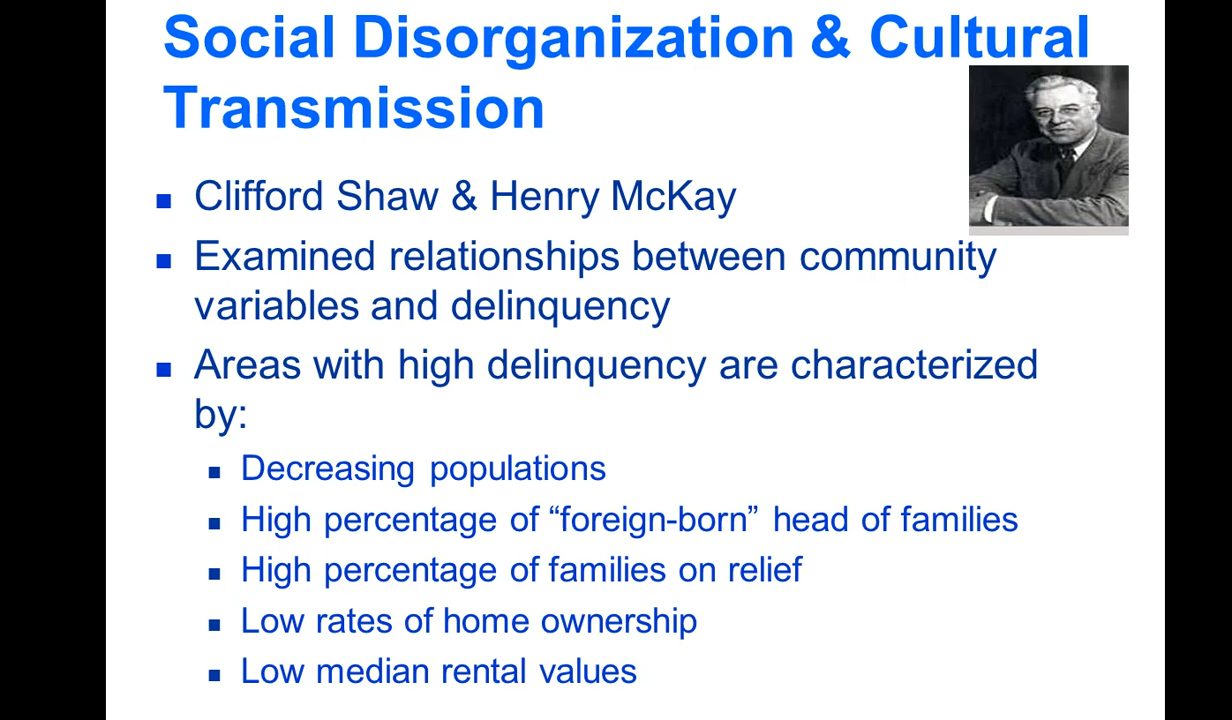 Social Disorganization & Cultural
Transmission
■ Clifford Shaw & Henry McKay
■ Examined relationships between community
variables and delinquency
■ Areas with high delinquency are characterized
by:
■ Decreasing populations
■ High percentage of “foreign-born” head of families
■ High percentage of families on relief
■ Low rates of home ownership
■ Low median rental values